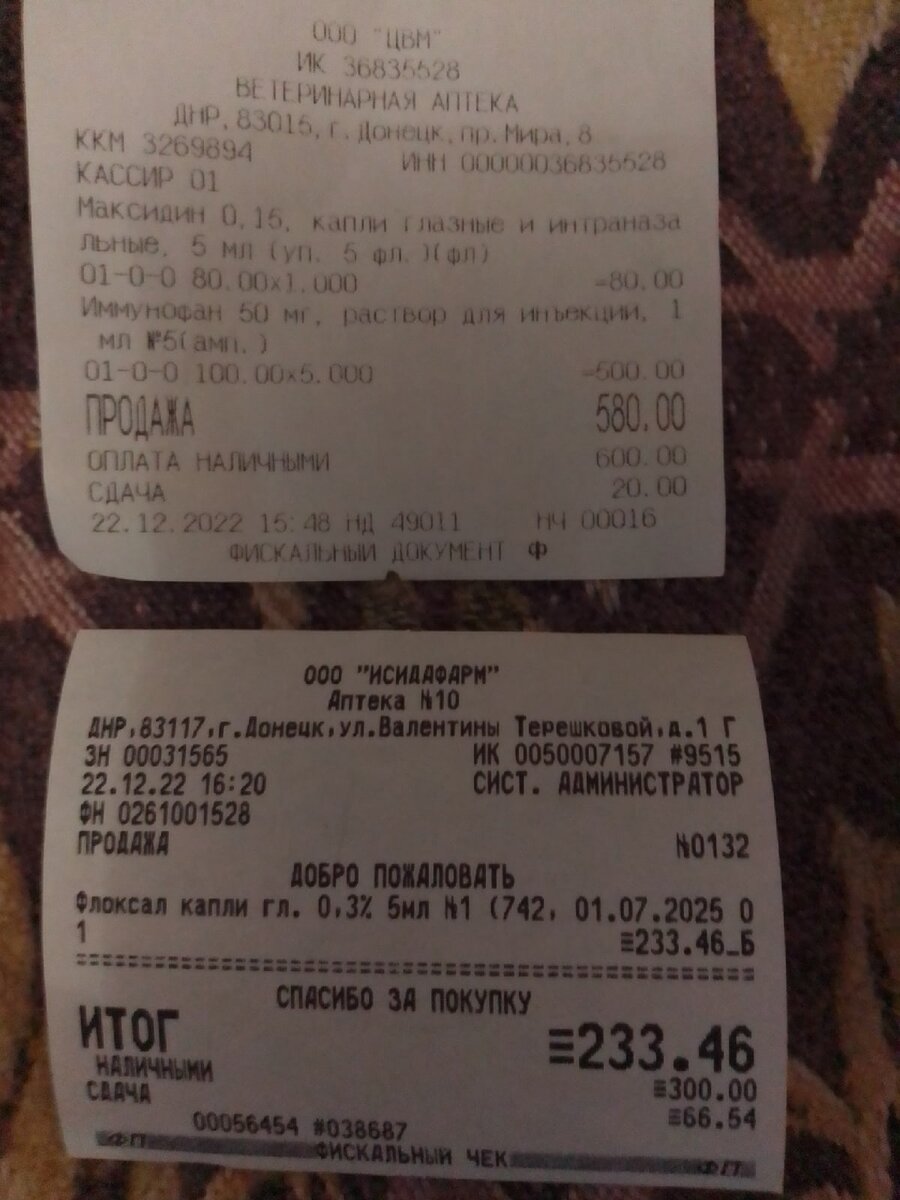 ООО "ЦВМ"
ИК 36835528
ВЕТЕРИНАРНАЯ АПТЕКА
ДНР, 83015, г. Донецк, пр. Мира, 8
ККМ 3269894 ИНН 00000036835528
КАССИР 01
Максидин 0,15, капли глазные и интраназа
льные, 5 мл (уп. 5 фл.)(фл)
01-0-0 80.00x1.000 =80.00
Иммунофан 50 мг, раствор для инъекций, 1
мл №5(амп.)
01-0-0 100.00x5.000 =500.00
ПРОДАЖА 580.00
ОПЛАТА НАЛИЧНЫМИ 600.00
СДАЧА 20.00
22.12.2022 15:48 НД 49011 НЧ 00016
ФИСКАЛЬНЫЙ ДОКУМЕНТ Ф
ООО "ИСИДАФАРМ"
Аптека №10
ДНР,83117,г.Донецк,ул.Валентины Терешковой,д.1 Г
ЗН 00031565 ИК 0050007157 #9515
22.12.22 16:20 СИСТ. АДМИНИСТРАТОР
ФН 0261001528
ПРОДАЖА №0132
ДОБРО ПОЖАЛОВАТЬ
Флоксал капли гл. 0,3% 5мл №1 (742, 01.07.2025 0
1 ≡233.46_Б
СПАСИБО ЗА ПОКУПКУ
ИТОГ ≡233.46
НАЛИЧНЫМИ ≡300.00
СДАЧА ≡66.54
00056454 #038687
ФП ФИСКАЛЬНЫЙ ЧЕК ФП